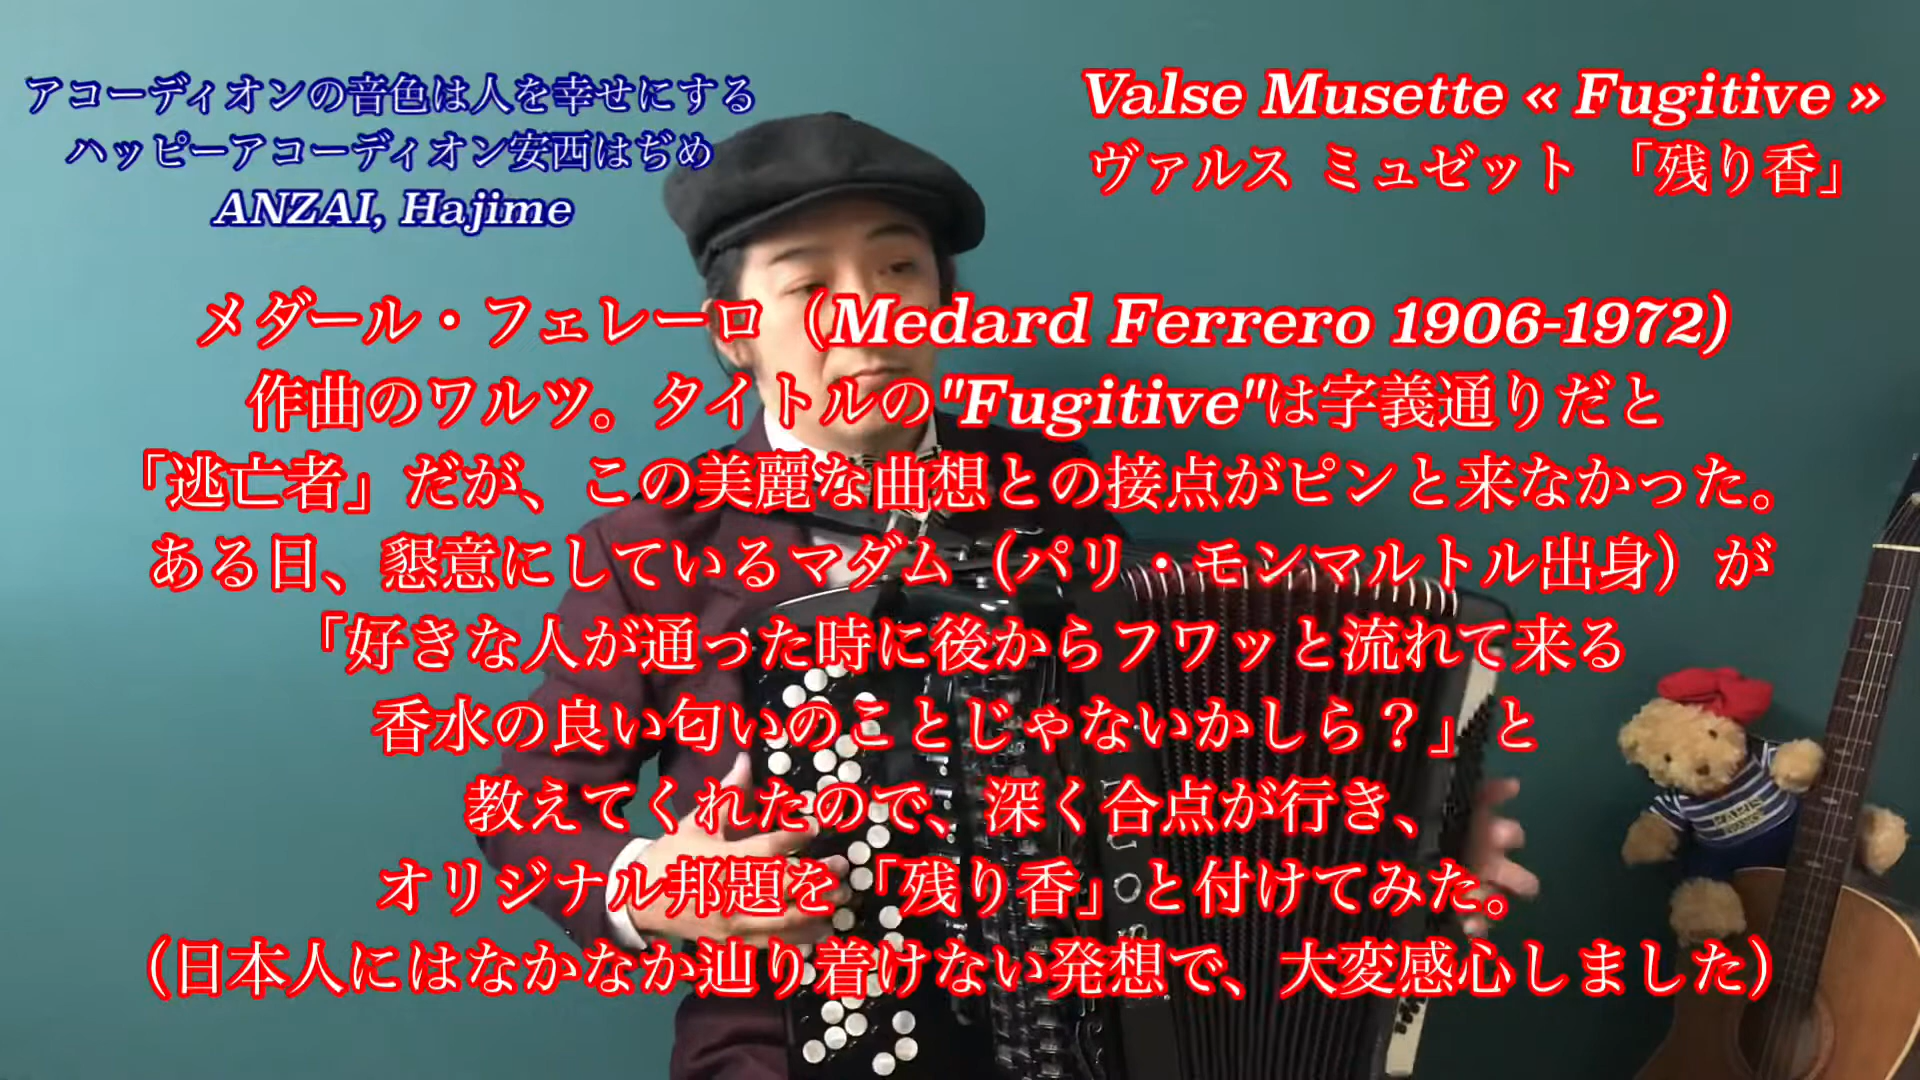 アコーディオンの音色は人を幸せにする
ハッピーアコーディオン安西はぢめ
ANZAI, Hajime
Valse Musette « Fugitive »
ヴァルス ミュゼット 「残り香」
メダール・フェレーロ（Medard Ferrero 1906-1972)
作曲のワルツ。タイトルの"Fugitive"は字義通りだと
「逃亡者」だが、この美麗な曲想との接点がピンと来なかった。
ある日、懇意にしているマダム（パリ・モンマルトル出身）が
「好きな人が通った時に後からフワッと流れて来る
香水の良い匂いのことじゃないかしら？」と
教えてくれたので、深く合点が行き、
オリジナル邦題を「残り香」と付けてみた。
（日本人にはなかなか辿り着けない発想で、大変感心しました）
PARIS